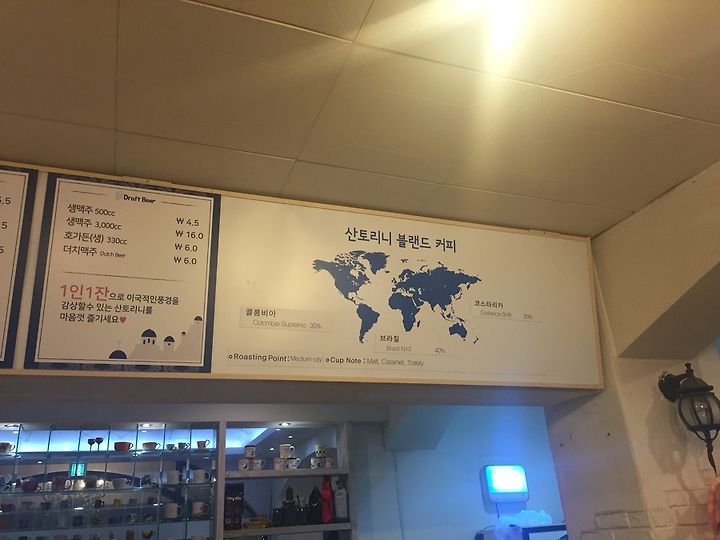 Draft Beer
생맥주 500cc ₩ 4.5
생맥주 3,000cc ₩ 16.0
호가든(생) 330cc ₩ 6.0
더치맥주 Dutch Beer ₩ 6.0
1인1잔으로 이국적인풍경을
감상할수 있는 산토리니를
마음껏 즐기세요♥
산토리니 블랜드 커피
콜롬비아
Colombia Supremo 30%
코스타리카
Costarica SHB 30%
브라질
Brazil NY2 40%
Roasting Point : Medium-city Cup Note : Malt, Caramel, Toasty